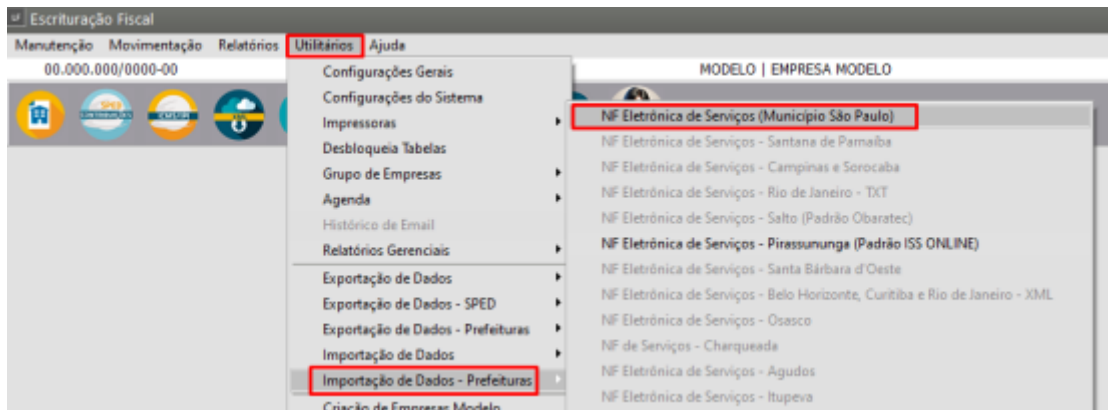 Escrituração Fiscal
Manutenção Movimentação Relatórios Utilitários Ajuda
00.000.000/0000-00
MODELO | EMPRESA MODELO
Configurações Gerais
Configurações do Sistema
Impressoras
Desbloqueia Tabelas
Grupo de Empresas
Agenda
Histórico de Email
Relatórios Gerenciais
Exportação de Dados
Exportação de Dados - SPED
Exportação de Dados - Prefeituras
Importação de Dados
Importação de Dados - Prefeituras
Criação de Empresas Modelo
NF Eletrônica de Serviços (Município São Paulo)
NF Eletrônica de Serviços - Santana de Parnaíba
NF Eletrônica de Serviços - Campinas e Sorocaba
NF Eletrônica de Serviços - Rio de Janeiro - TXT
NF Eletrônica de Serviços - Salto (Padrão Obaratec)
NF Eletrônica de Serviços - Pirassununga (Padrão ISS ONLINE)
NF Eletrônica de Serviços - Santa Bárbara d'Oeste
NF Eletrônica de Serviços - Belo Horizonte, Curitiba e Rio de Janeiro - XML
NF Eletrônica de Serviços - Osasco
NF de Serviços - Charqueada
NF Eletrônica de Serviços - Agudos
NF Eletrônica de Serviços - Itupeva